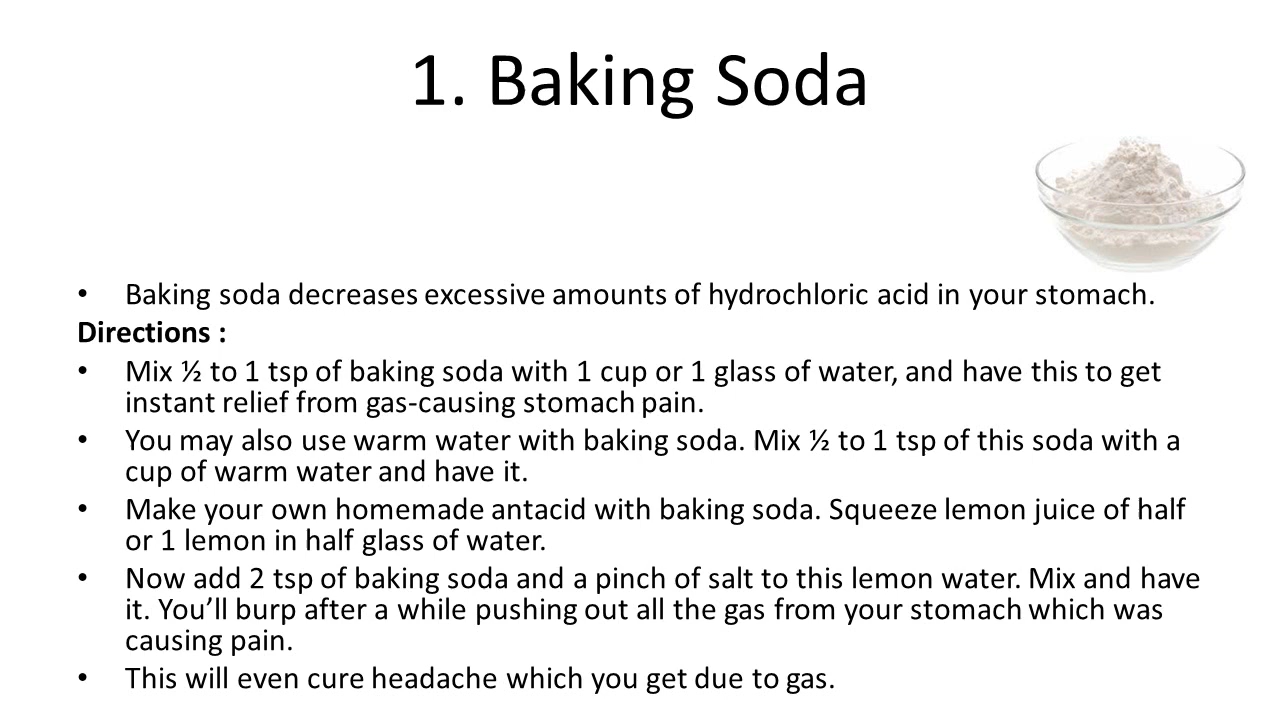 1. Baking Soda
• Baking soda decreases excessive amounts of hydrochloric acid in your stomach.
Directions :
• Mix ½ to 1 tsp of baking soda with 1 cup or 1 glass of water, and have this to get
instant relief from gas-causing stomach pain.
• You may also use warm water with baking soda. Mix ½ to 1 tsp of this soda with a
cup of warm water and have it.
• Make your own homemade antacid with baking soda. Squeeze lemon juice of half
or 1 lemon in half glass of water.
• Now add 2 tsp of baking soda and a pinch of salt to this lemon water. Mix and have
it. You’ll burp after a while pushing out all the gas from your stomach which was
causing pain.
• This will even cure headache which you get due to gas.